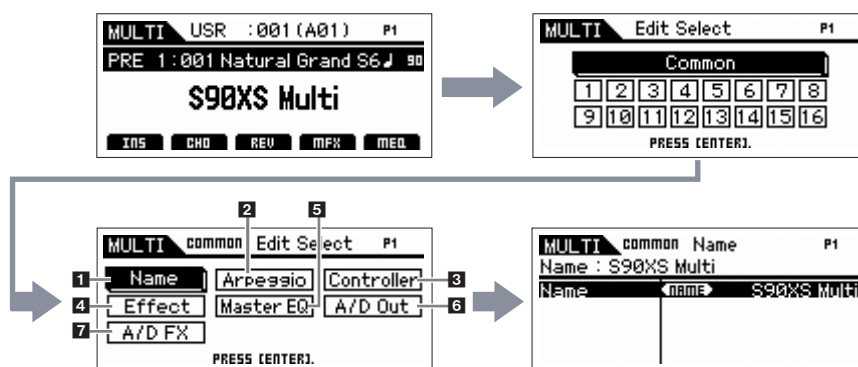 MULTI USR :001(A01) P1
PRE 1:001 Natural Grand S6♩ 90
S90XS Multi
INS CHO REV MFX MEQ
MULTI Edit Select P1
Common
1 2 3 4 5 6 7 8
9 10 11 12 13 14 15 16
PRESS [ENTER].
2 5
MULTI common Edit Select P1
1 Name Arpeggio Controller 3
4 Effect Master EQ A/D Out 6
7 A/D FX
PRESS [ENTER].
MULTI common Name P1
Name : S90XS Multi
Name NAME S90XS Multi